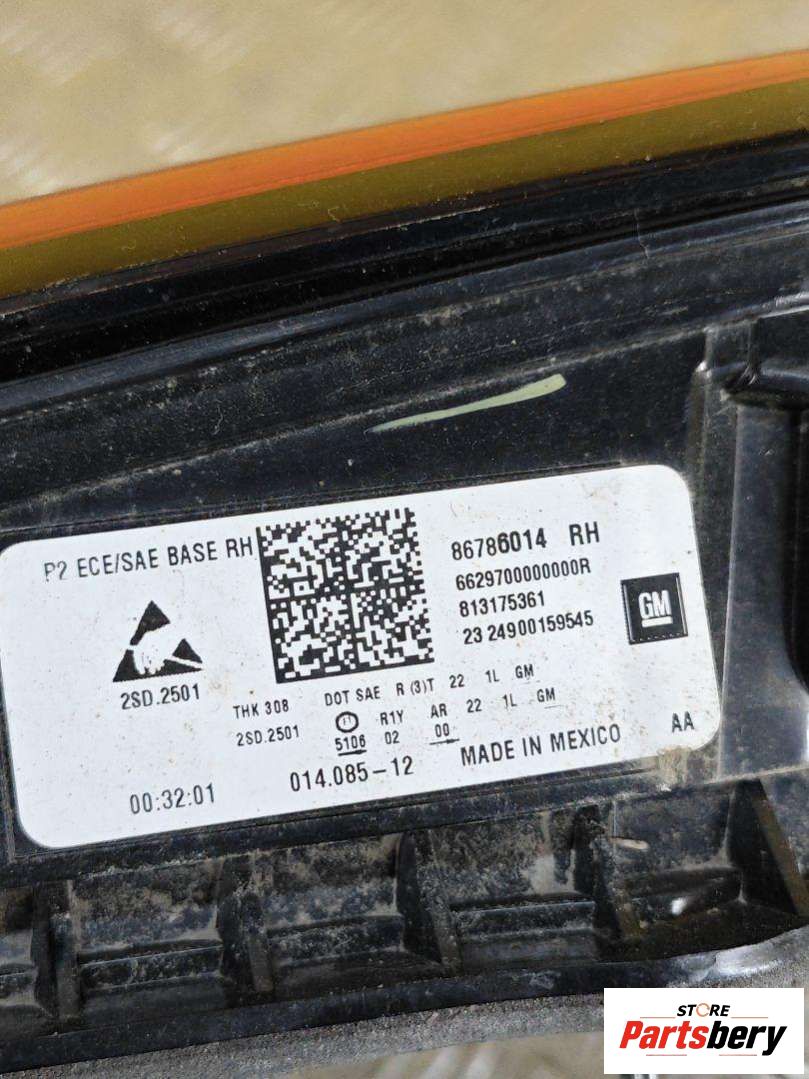 P2 ECE/SAE BASE RH
86786014 RH
6629700000000R
813175361
23 24900159545
GM
2SD.2501
THK 308 DOT SAE R (3)T 22 1L GM
2SD.2501 R1Y AR 22 1L GM
5106 02 00
00:32:01
014.085-12
MADE IN MEXICO
AA
STORE
Partsbery